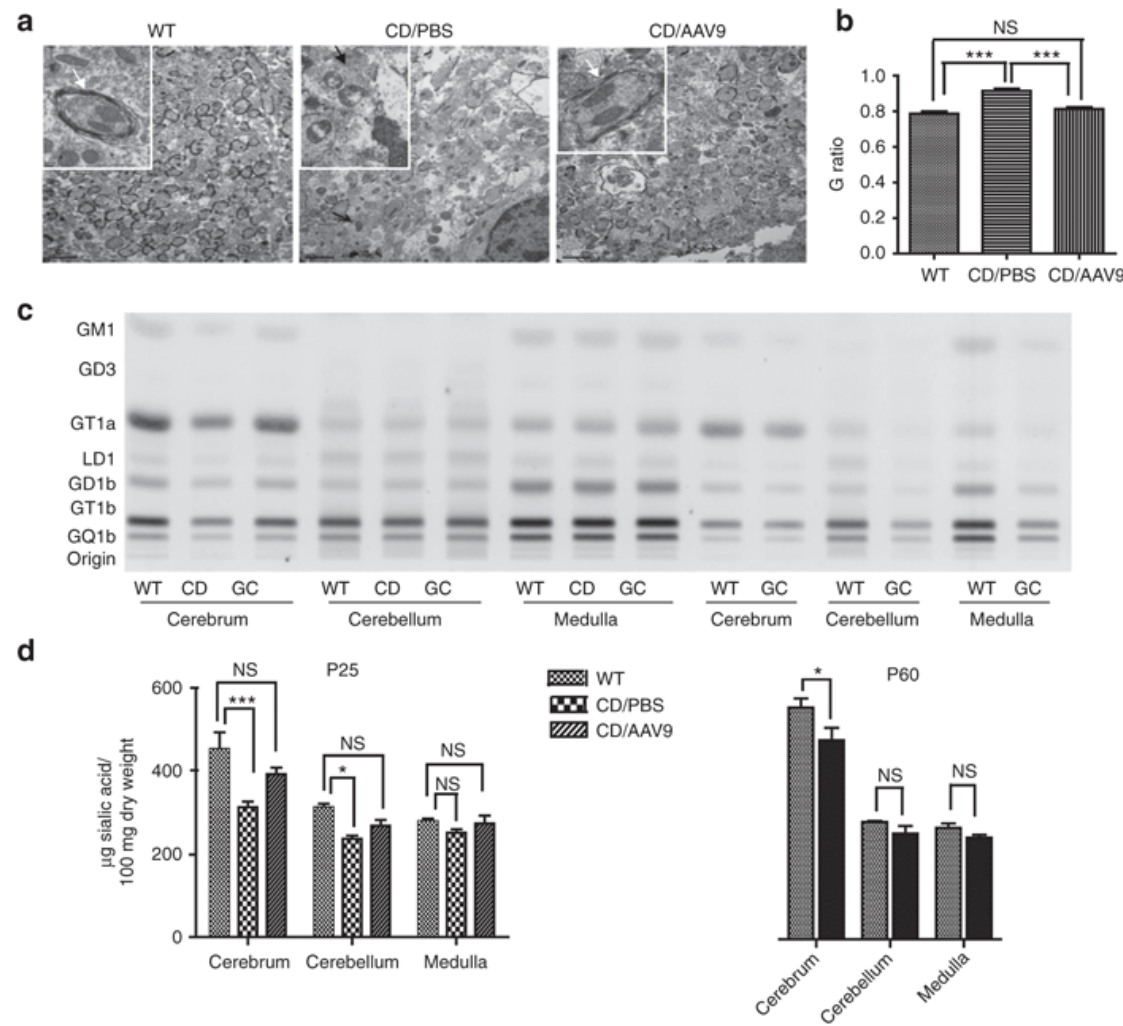 a
WT
CD/PBS
CD/AAV9
b
NS
*** ***
1.0
0.8
0.6
0.4
0.2
0.0
G ratio
WT CD/PBS CD/AAV9
c
GM1
GD3
GT1a
LD1
GD1b
GT1b
GQ1b
Origin
WT CD GC WT CD GC WT CD GC WT GC WT GC WT GC
Cerebrum Cerebellum Medulla Cerebrum Cerebellum Medulla
d
P25
600
400
200
0
µg sialic acid/
100 mg dry weight
NS
***
NS
*
NS
NS
Cerebrum Cerebellum Medulla
WT
CD/PBS
CD/AAV9
P60
*
NS
NS
Cerebrum
Cerebellum
Medulla